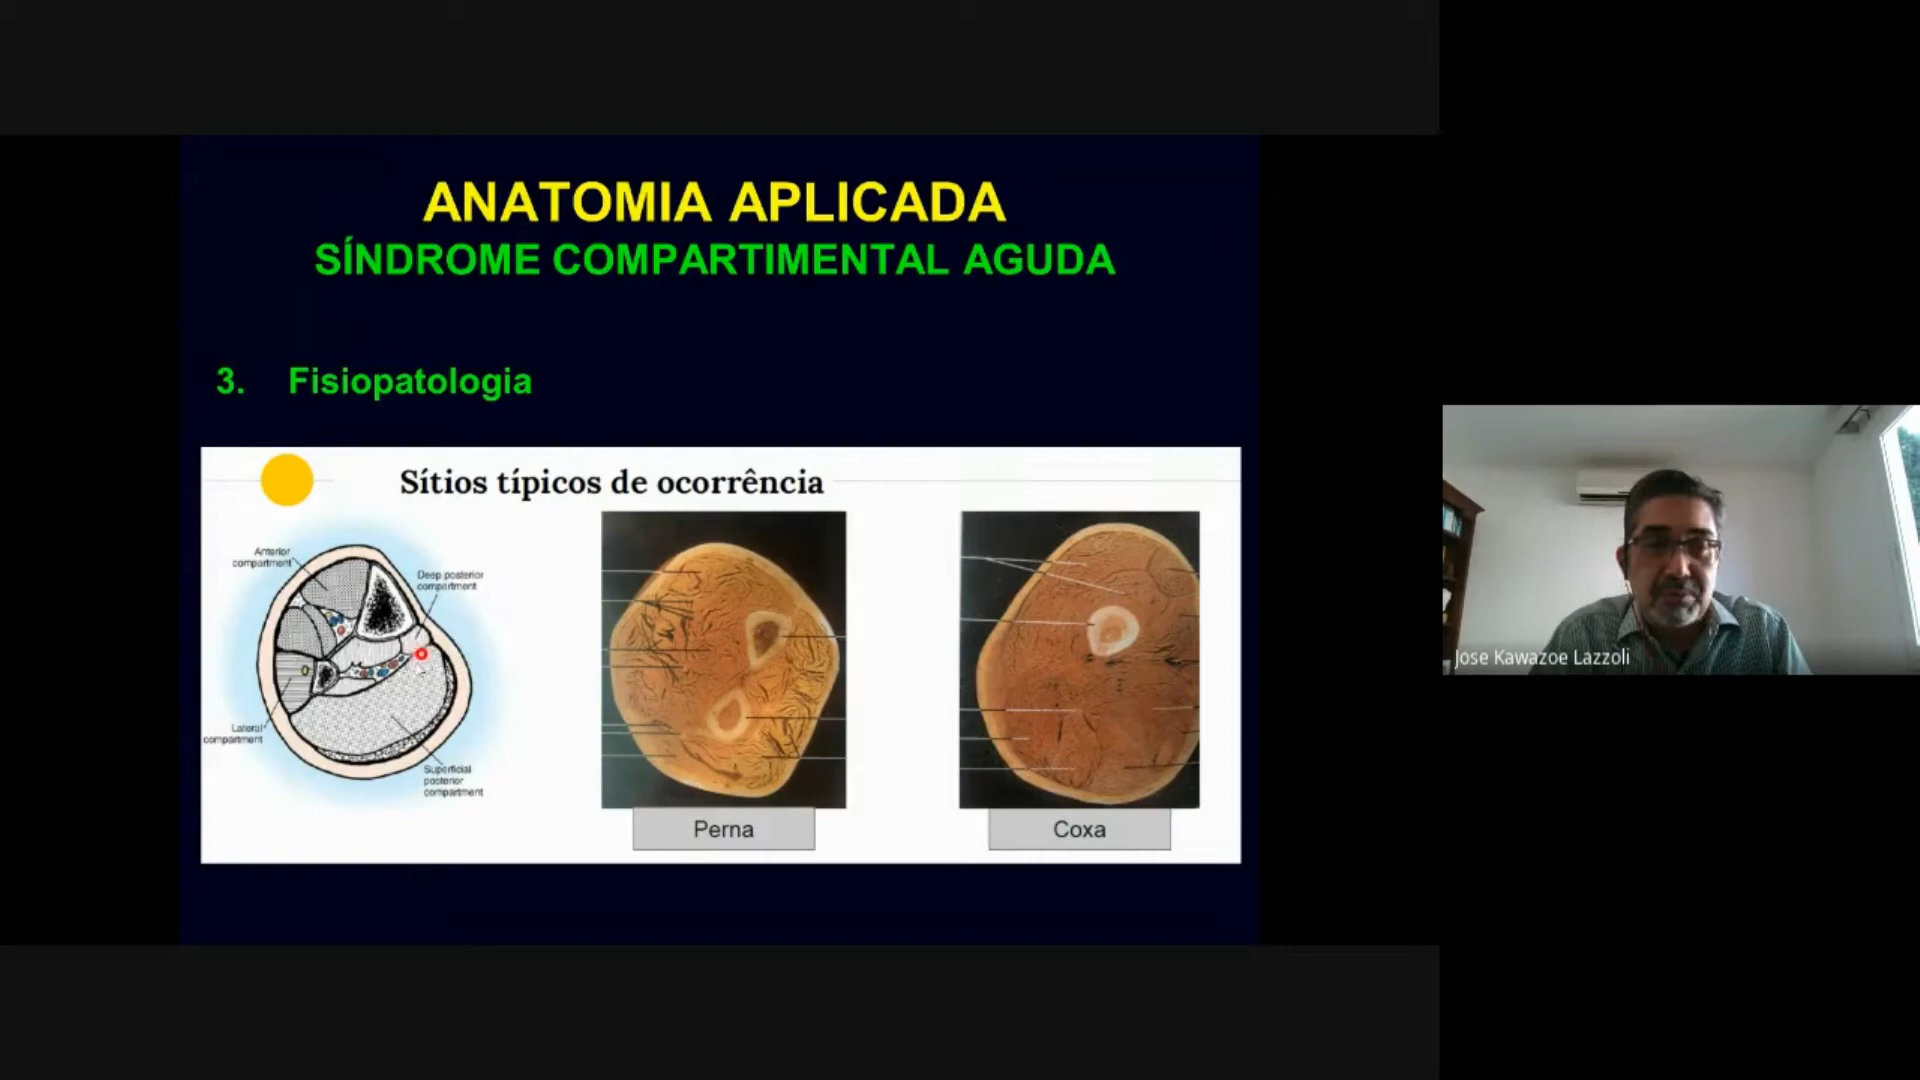 ANATOMIA APLICADA
SÍNDROME COMPARTIMENTAL AGUDA
3. Fisiopatologia
Sítios típicos de ocorrência
Anterior
compartment
Deep posterior
compartment
Lateral
compartment
Superficial
posterior
compartment
Perna
Coxa
Jose Kawazoe Lazzoli